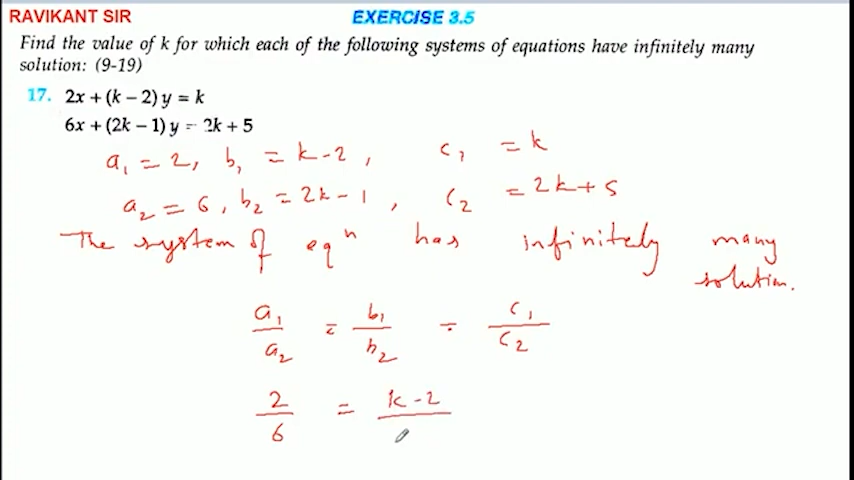 RAVIKANT SIR EXERCISE 3.5
Find the value of k for which each of the following systems of equations have infinitely many
solution: (9-19)
17. 2x + (k – 2) y = k
6x + (2k – 1) y = 2k + 5
a₁ = 2, b₁ = k-2, c₁ = k
a₂ = 6, b₂ = 2k-1, c₂ = 2k+5
The system of eqⁿ has infinitely many
solution.
a₁/a₂ = b₁/b₂ = c₁/c₂
2/6 = k-2/